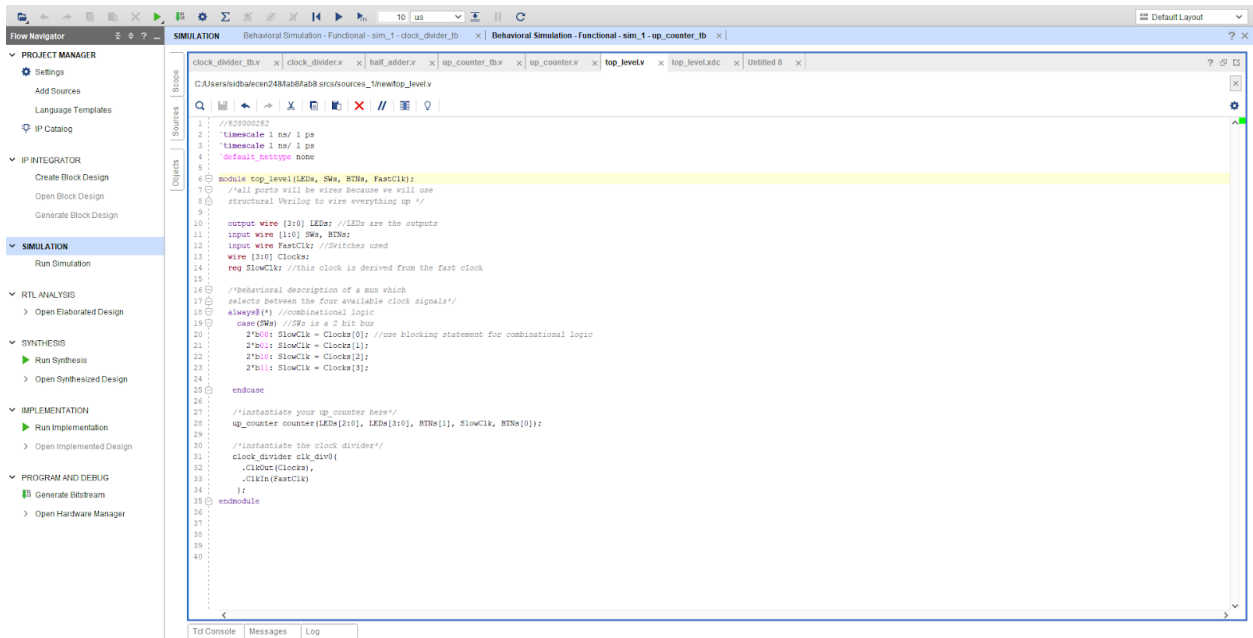 10 us
Default Layout
Flow Navigator
? _
SIMULATION
Behavioral Simulation - Functional - sim_1 - clock_divider_tb ×
Behavioral Simulation - Functional - sim_1 - up_counter_tb ×
? ×
PROJECT MANAGER
Settings
Add Sources
Language Templates
IP Catalog
IP INTEGRATOR
Create Block Design
Open Block Design
Generate Block Design
SIMULATION
Run Simulation
RTL ANALYSIS
> Open Elaborated Design
SYNTHESIS
Run Synthesis
> Open Synthesized Design
IMPLEMENTATION
Run Implementation
> Open Implemented Design
PROGRAM AND DEBUG
Generate Bitstream
> Open Hardware Manager
Scope
Sources
Objects
clock_divider_tb.v × clock_divider.v × half_adder.v × up_counter_tb.v × up_counter.v × top_level.v × top_level.xdc × Untitled 8 ×
C:/Users/sidba/ecen248/lab8/lab8.srcs/sources_1/new/top_level.v
1 //528000252
2 `timescale 1 ns/ 1 ps
3 `timescale 1 ns/ 1 ps
4 `default_nettype none
5
6 module top_level(LEDs, SWs, BTNs, FastClk);
7 /*all ports will be wires because we will use
8 structural Verilog to wire everything up */
9
10 output wire [3:0] LEDs; //LEDs are the outputs
11 input wire [1:0] SWs, BTNs;
12 input wire FastClk; //Switches used
13 wire [3:0] Clocks;
14 reg SlowClk; //this clock is derived from the fast clock
15
16 /*behavioral description of a mux which
17 selects between the four available clock signals*/
18 always@(*) //combinational logic
19 case(SWs) //SWs is a 2 bit bus
20 2'b00: SlowClk = Clocks[0]; //use blocking statement for combinational logic
21 2'b01: SlowClk = Clocks[1];
22 2'b10: SlowClk = Clocks[2];
23 2'b11: SlowClk = Clocks[3];
24
25 endcase
26
27 /*instantiate your up_counter here*/
28 up_counter counter(LEDs[2:0], LEDs[3:0], BTNs[1], SlowClk, BTNs[0]);
29
30 /*instantiate the clock divider*/
31 clock_divider clk_div0(
32 .ClkOut(Clocks),
33 .ClkIn(FastClk)
34 );
35 endmodule
36
37
38
39
40
Tcl Console
Messages
Log